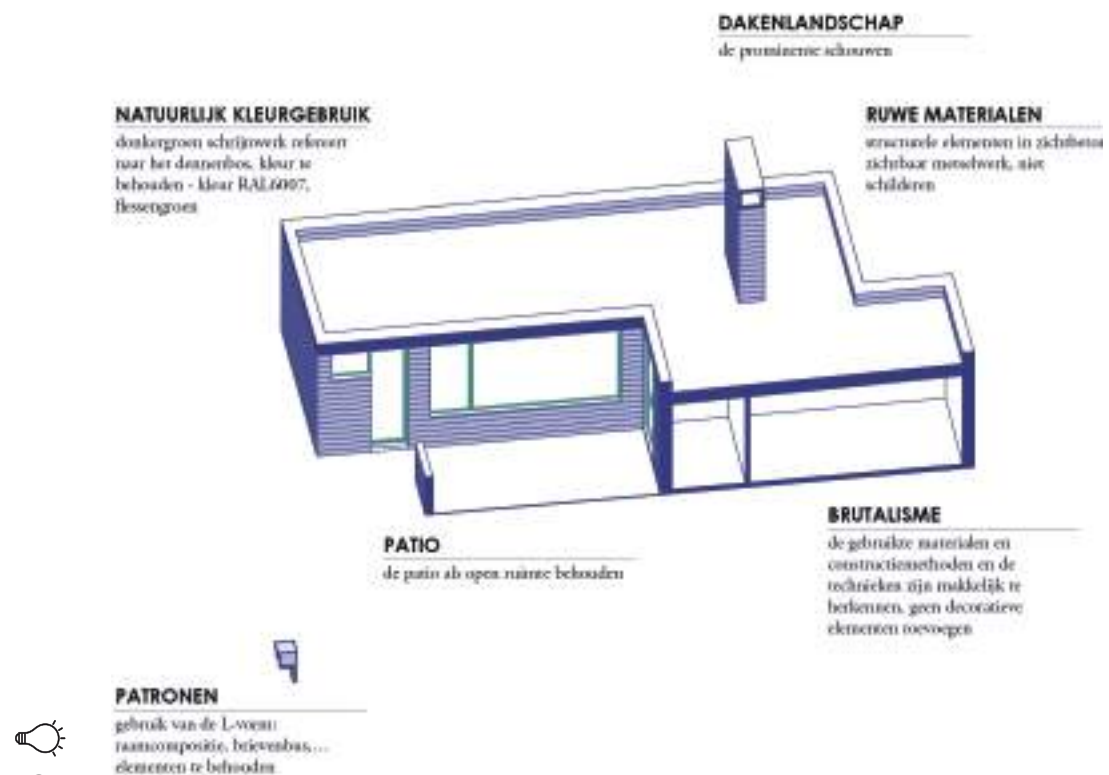 DAKENLANDSCHAP
de prominente schouwen
NATUURLIJK KLEURGEBRUIK
donkergroen schrijnwerk refereert
naar het dennenbos, kleur te
behouden - kleur RAL6007,
flessengroen
RUWE MATERIALEN
structurele elementen in zichtbeton
zichtbaar metselwerk, niet
schilderen
PATIO
de patio als open ruimte behouden
BRUTALISME
de gebruikte materialen en
constructiemethoden en de
technieken zijn makkelijk te
herkennen, geen decoratieve
elementen toevoegen
PATRONEN
gebruik van de L-vorm:
raamcompositie, brievenbus,...
elementen te behouden